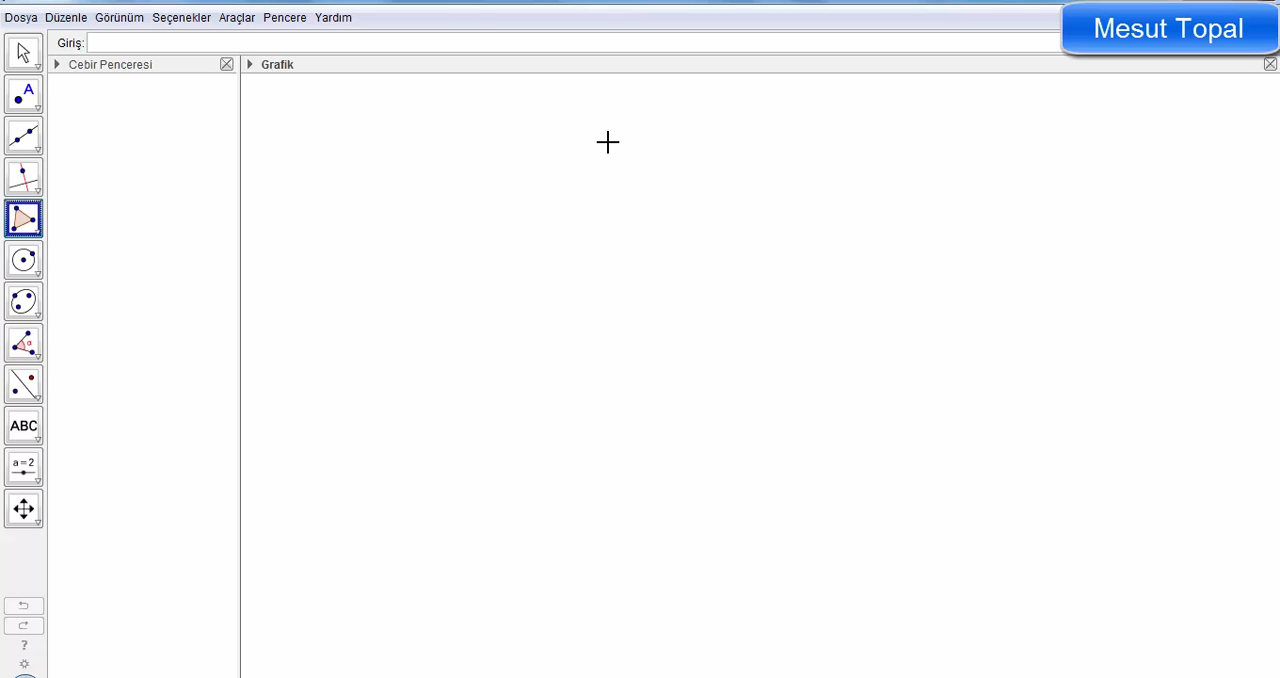 Dosya Düzenle Görünüm Seçenekler Araçlar Pencere Yardım
Mesut Topal
Giriş:
Cebir Penceresi
Grafik
A
α
ABC
a=2
?